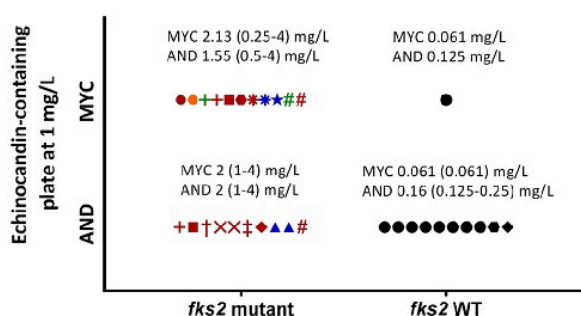 MYC 2.13 (0.25-4) mg/L
AND 1.55 (0.5-4) mg/L
MYC 0.061 mg/L
AND 0.125 mg/L
Echinocandin-containing
plate at 1 mg/L
MYC
MYC 2 (1-4) mg/L
AND 2 (1-4) mg/L
MYC 0.061 (0.061) mg/L
AND 0.16 (0.125-0.25) mg/L
AND
fks2 mutant
fks2 WT